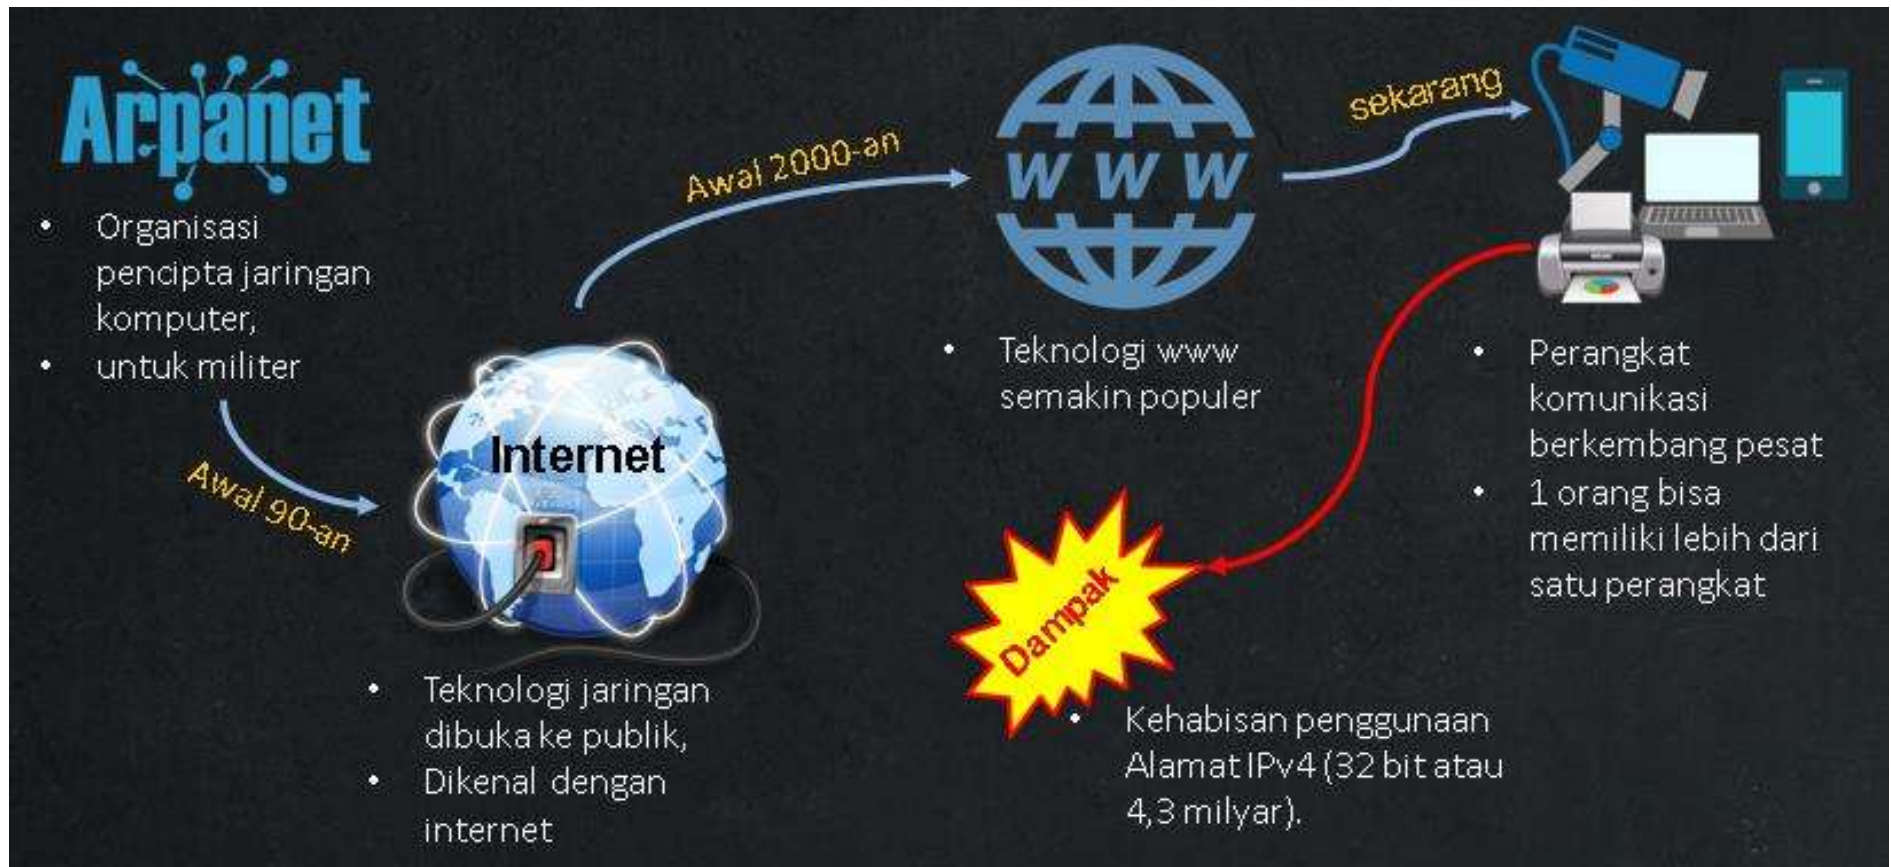 Arpanet
• Organisasi
pencipta jaringan
komputer,
• untuk militer
Awal 90-an
Internet
• Teknologi jaringan
dibuka ke publik,
• Dikenal dengan
internet
Awal 2000-an
W W W
• Teknologi www
semakin populer
sekarang
• Perangkat
komunikasi
berkembang pesat
• 1 orang bisa
memiliki lebih dari
satu perangkat
Dampak
• Kehabisan penggunaan
Alamat IPv4 (32 bit atau
4,3 milyar).